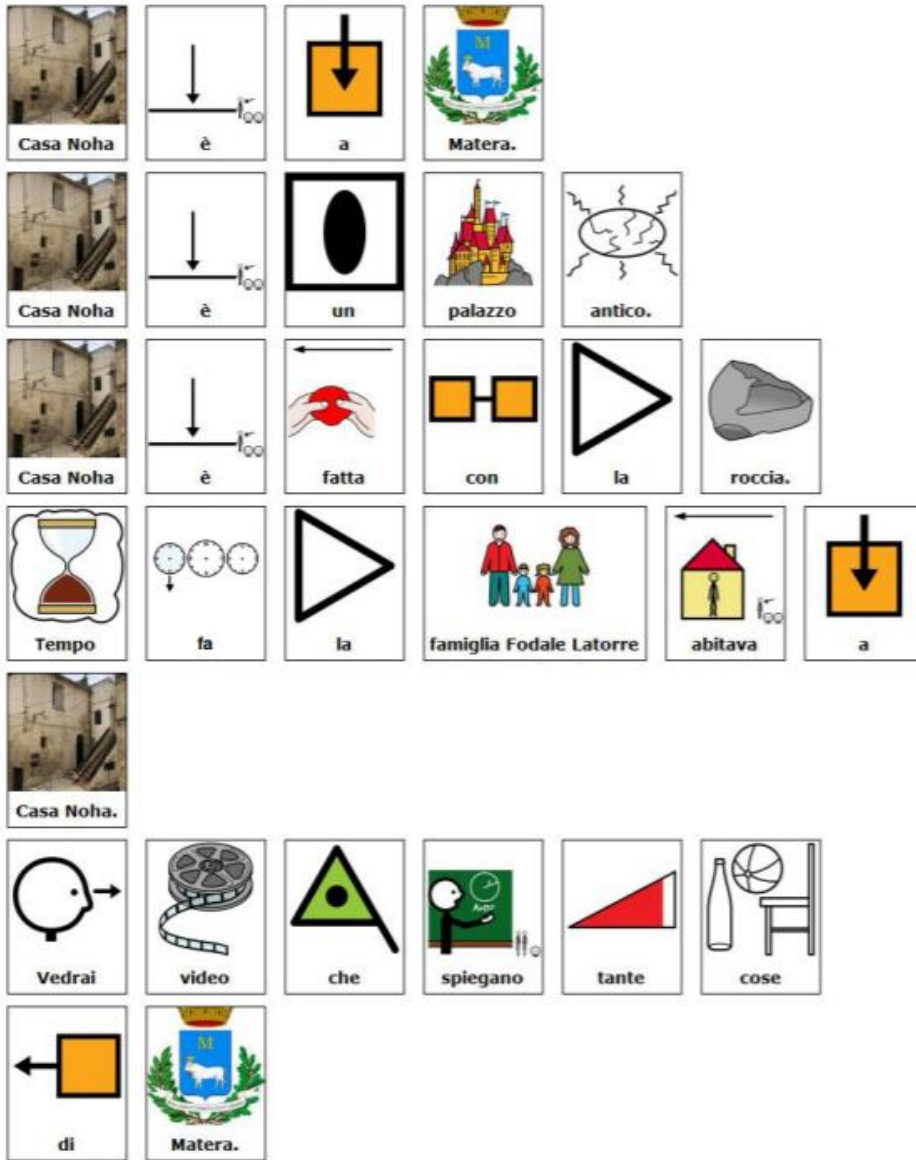 Casa Noha è a Matera.
Casa Noha è un palazzo antico.
Casa Noha è fatta con la roccia.
Tempo fa la famiglia Fodale Latorre abitava a
Casa Noha.
Vedrai video che spiegano tante cose
di Matera.